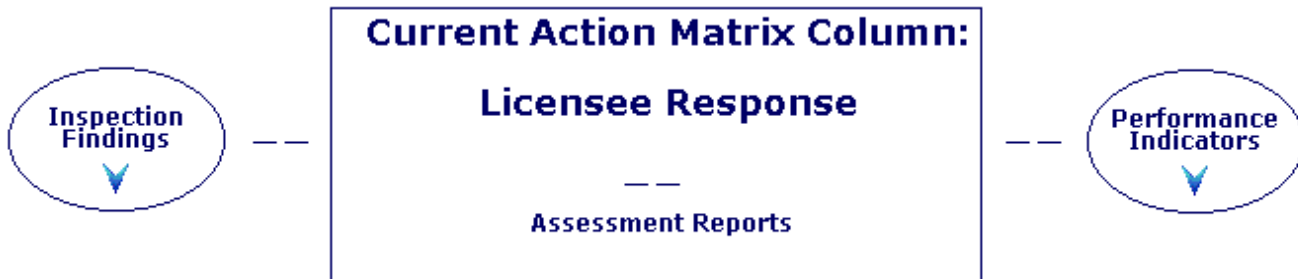 Current Action Matrix Column:
Licensee Response
Inspection
Findings
Performance
Indicators
Assessment Reports